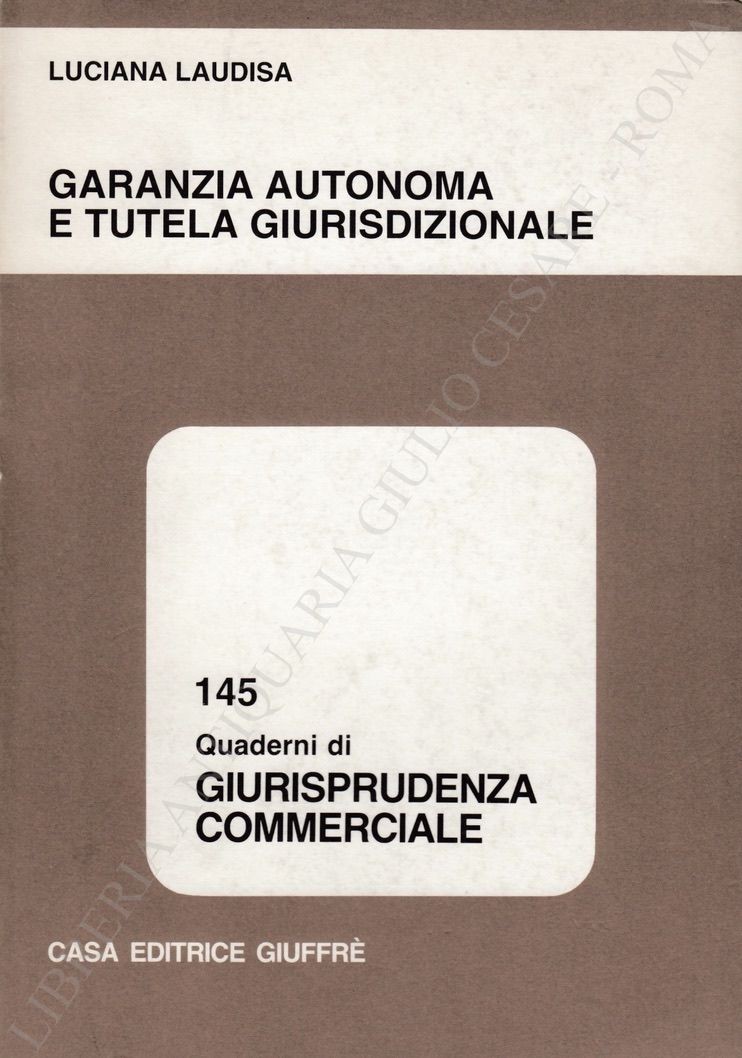 LUCIANA LAUDISA
GARANZIA AUTONOMA
E TUTELA GIURISDIZIONALE
145
Quaderni di
GIURISPRUDENZA
COMMERCIALE
CASA EDITRICE GIUFFRÈ
LIBRERIA ANTIQUARIA GIULIO CESARE - ROMA